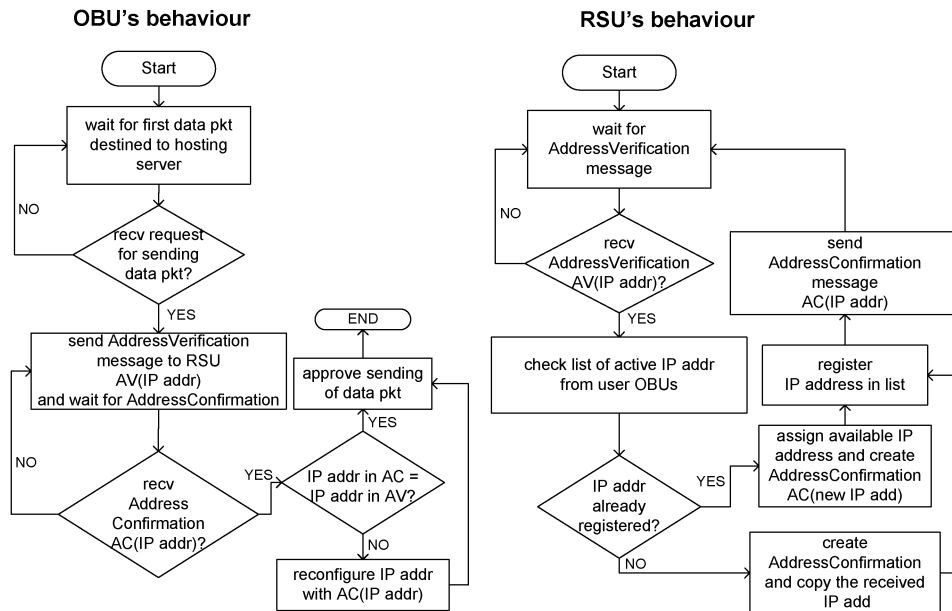 OBU's behaviour
Start
wait for first data pkt
destined to hosting
server
NO
recv request
for sending
data pkt?
YES
send AddressVerification
message to RSU
AV(IP addr)
and wait for AddressConfirmation
NO
recv
Address
Confirmation
AC(IP addr)?
YES
END
approve sending
of data pkt
YES
IP addr in AC =
IP addr in AV?
NO
reconfigure IP addr
with AC(IP addr)
RSU's behaviour
Start
wait for
AddressVerification
message
NO
recv
AddressVerification
AV(IP addr)?
YES
check list of active IP addr
from user OBUs
IP addr
already
registered?
YES
NO
send
AddressConfirmation
message
AC(IP addr)
register
IP address in list
assign available IP
address and create
AddressConfirmation
AC(new IP add)
create
AddressConfirmation
and copy the received
IP add